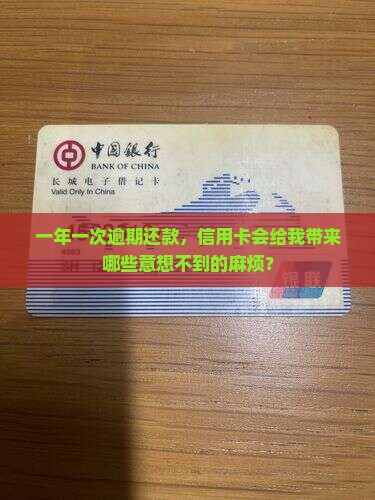 中国银行
BANK OF CHINA
长城电子借记卡
Valid Only In China
一年一次逾期还款，信用卡会给我带来
哪些意想不到的麻烦？
4563
银联